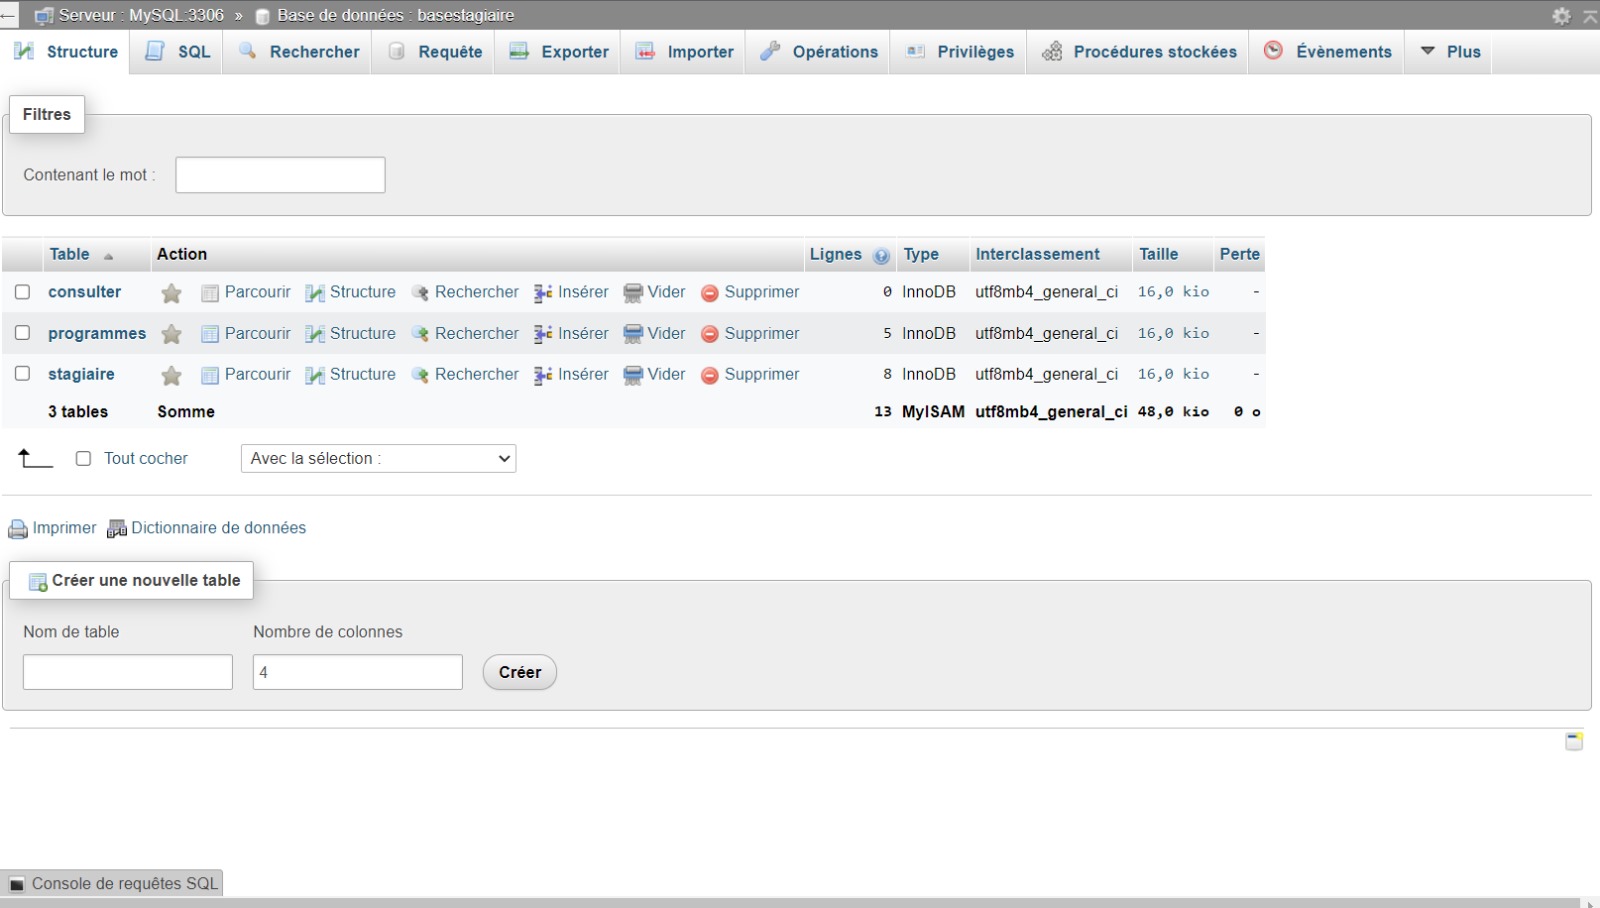 Serveur : MySQL:3306 » Base de données : basestagiaire
Structure SQL Rechercher Requête Exporter Importer Opérations Privilèges Procédures stockées Évènements Plus
Filtres
Contenant le mot :
Table Action Lignes Type Interclassement Taille Perte
consulter Parcourir Structure Rechercher Insérer Vider Supprimer 0 InnoDB utf8mb4_general_ci 16,0 kio -
programmes Parcourir Structure Rechercher Insérer Vider Supprimer 5 InnoDB utf8mb4_general_ci 16,0 kio -
stagiaire Parcourir Structure Rechercher Insérer Vider Supprimer 8 InnoDB utf8mb4_general_ci 16,0 kio -
3 tables Somme 13 MyISAM utf8mb4_general_ci 48,0 kio 0 o
Tout cocher Avec la sélection :
Imprimer Dictionnaire de données
Créer une nouvelle table
Nom de table Nombre de colonnes
4 Créer
Console de requêtes SQL